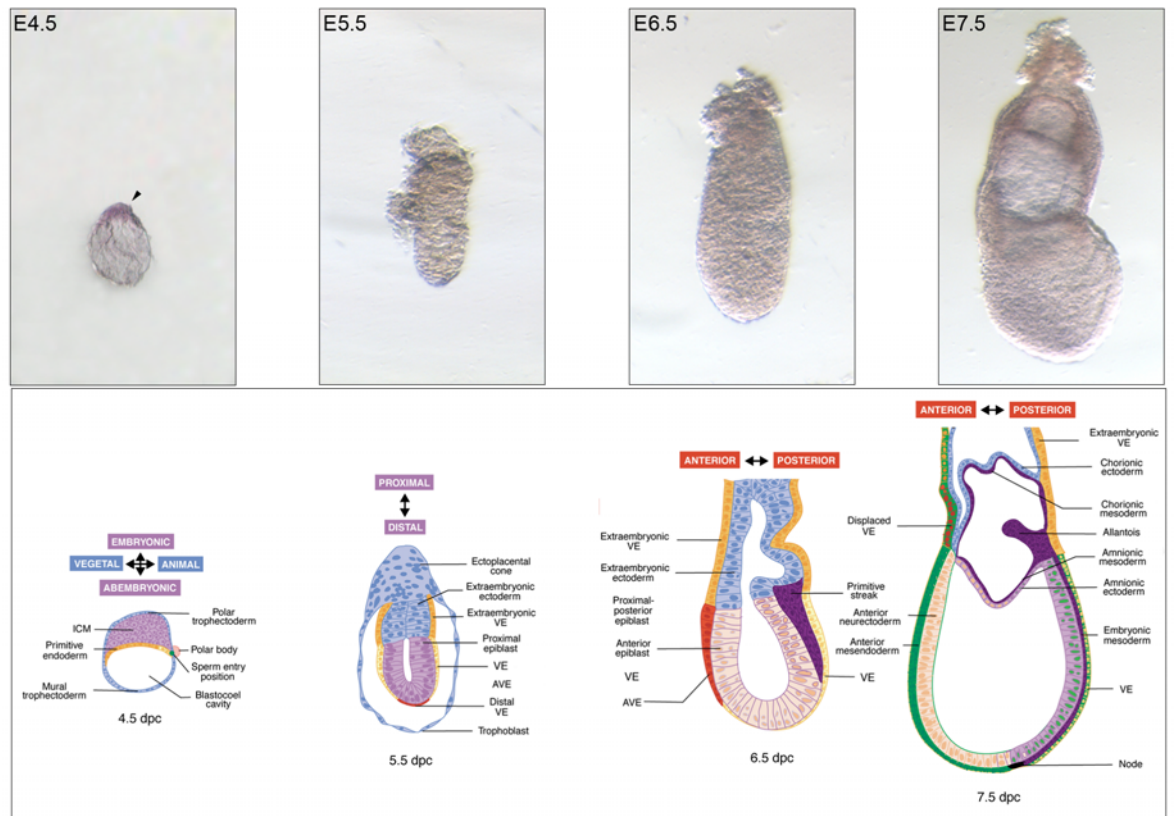 E4.5
E5.5
E6.5
E7.5
EMBRYONIC
VEGETAL
ANIMAL
ABEMBRYONIC
ICM
Primitive
endoderm
Mural
trophectoderm
Polar
trophectoderm
Polar body
Sperm entry
position
Blastocoel
cavity
4.5 dpc
PROXIMAL
DISTAL
Ectoplacental
cone
Extraembryonic
ectoderm
Extraembryonic
VE
Proximal
epiblast
VE
AVE
Distal
VE
Trophoblast
5.5 dpc
ANTERIOR
POSTERIOR
Extraembryonic
VE
Extraembryonic
ectoderm
Proximal-
posterior
epiblast
Anterior
epiblast
VE
AVE
Primitive
streak
VE
6.5 dpc
ANTERIOR
POSTERIOR
Displaced
VE
Anterior
neurectoderm
Anterior
mesendoderm
Extraembryonic
VE
Chorionic
ectoderm
Chorionic
mesoderm
Allantois
Amnionic
mesoderm
Amnionic
ectoderm
Embryonic
mesoderm
VE
Node
7.5 dpc